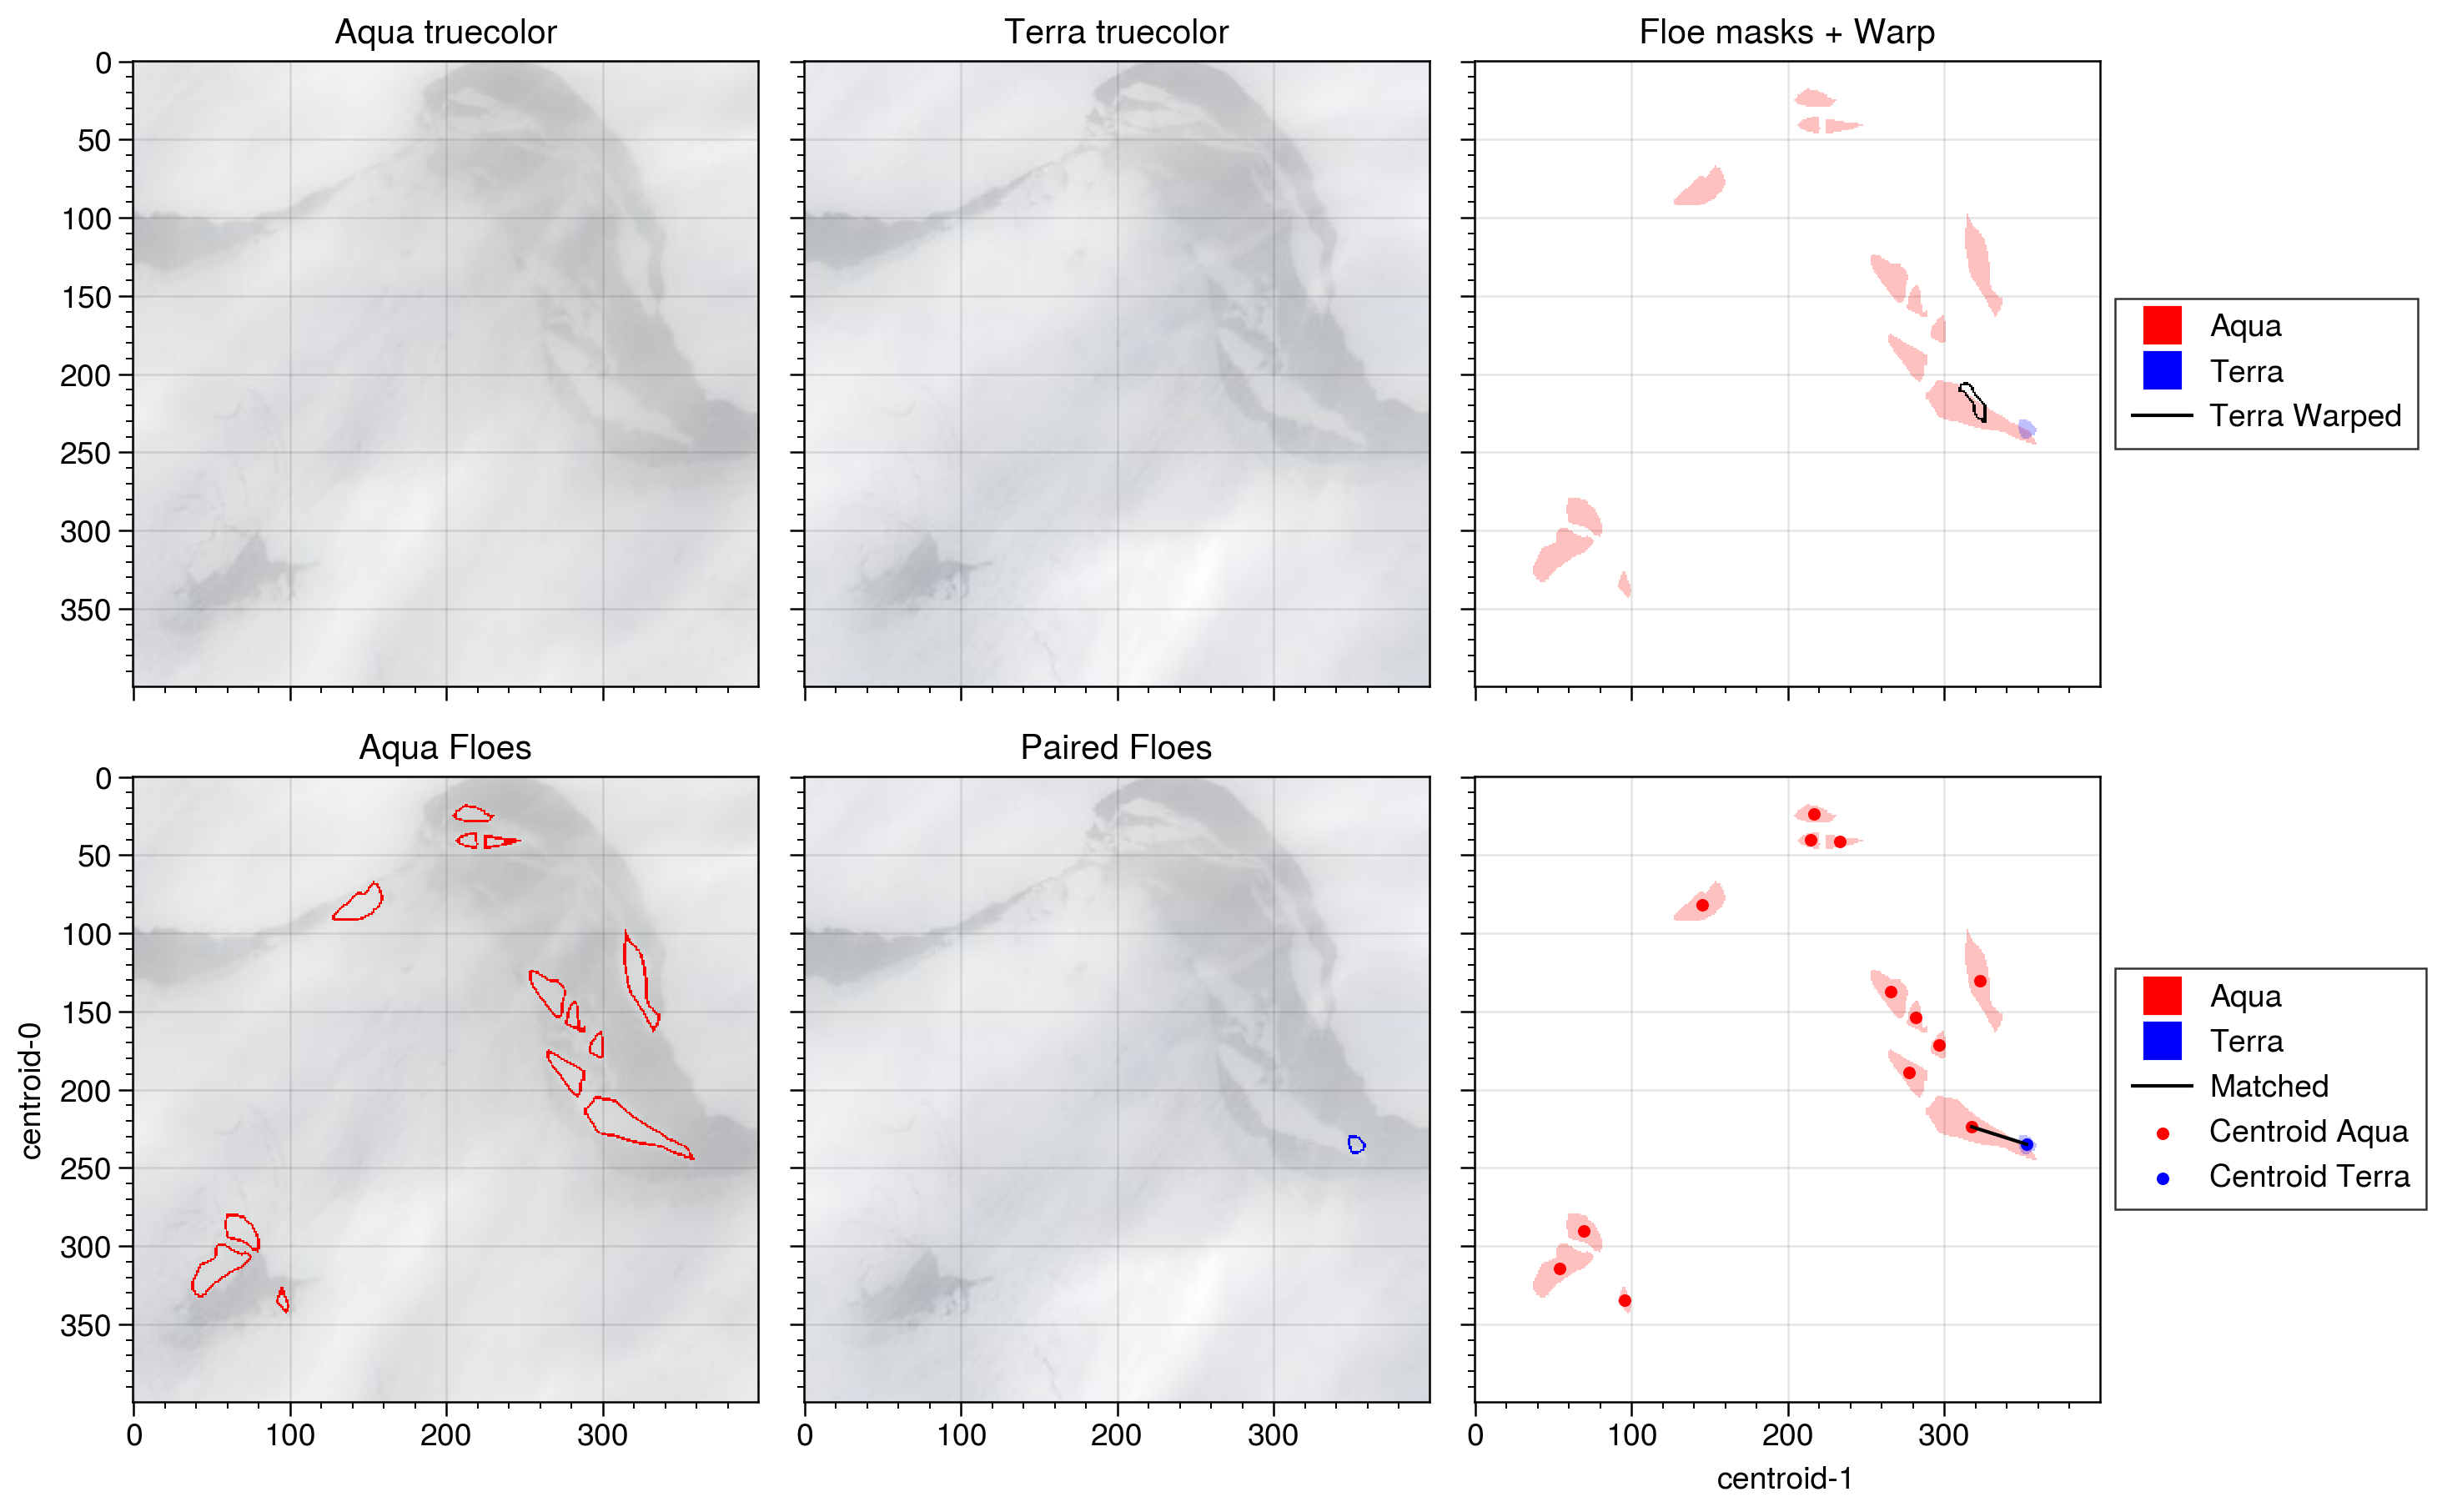 Aqua truecolor
Terra truecolor
Floe masks + Warp
0
50
100
150
200
250
300
350
Aqua
Terra
Terra Warped
Aqua Floes
Paired Floes
centroid-0
0
50
100
150
200
250
300
350
0 100 200 300
0 100 200 300
0 100 200 300
centroid-1
Aqua
Terra
Matched
Centroid Aqua
Centroid Terra